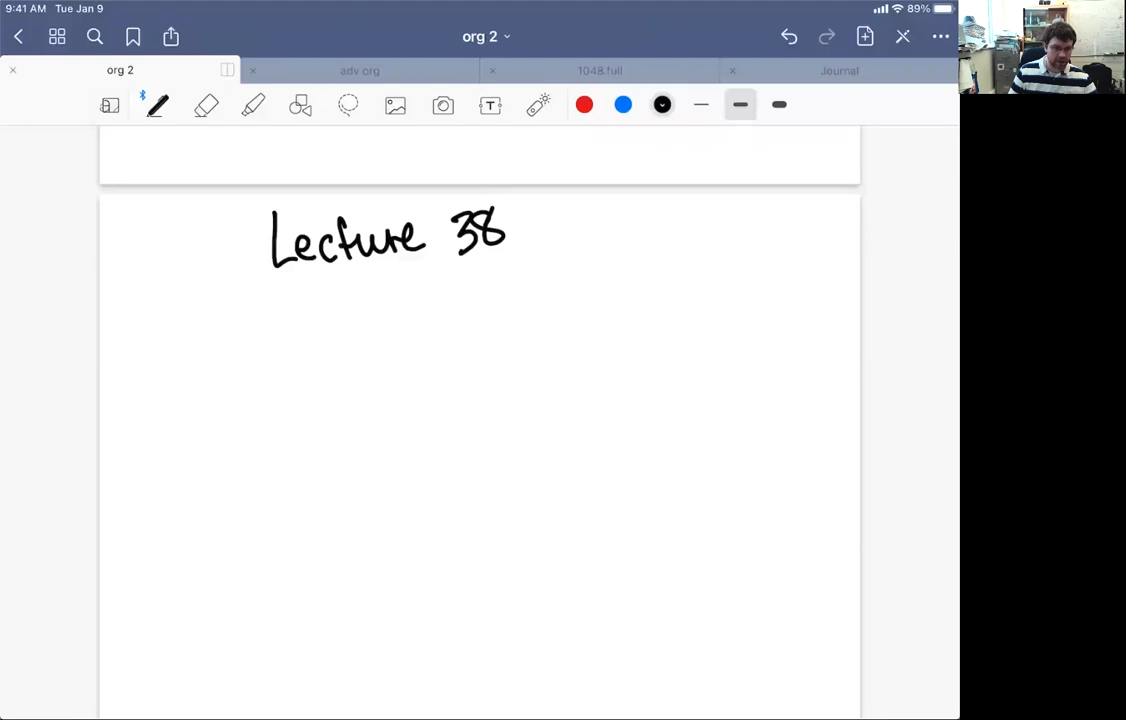 9:41 AM Tue Jan 9 89%
org 2
org 2 adv org 1048.full Journal
T
Lecture 38